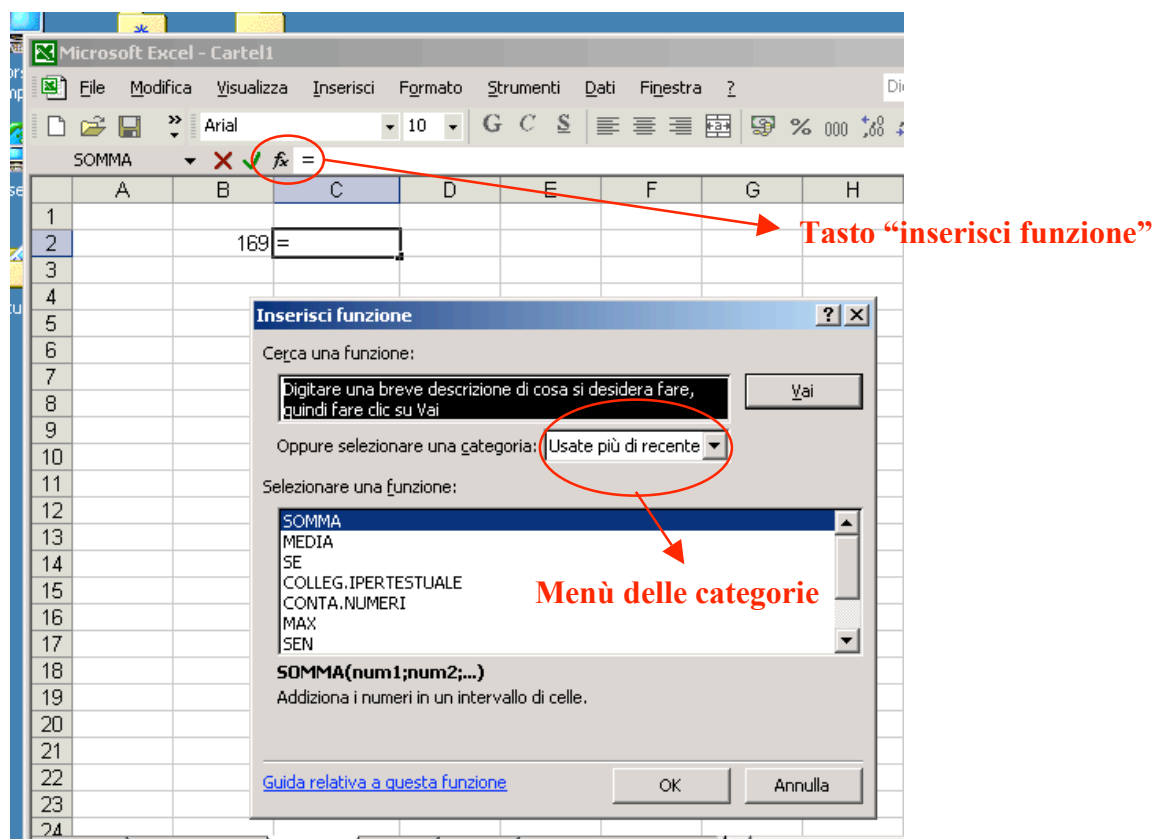 Microsoft Excel - Cartel1
File Modifica Visualizza Inserisci Formato Strumenti Dati Finestra ?
Arial 10 G C S % 000
SOMMA fx =
A B C D E F G H
1
2 169 =
3
4
5
6
7
8
9
10
11
12
13
14
15
16
17
18
19
20
21
22
23
24
Tasto “inserisci funzione”
Inserisci funzione
Cerca una funzione:
Digitare una breve descrizione di cosa si desidera fare,
quindi fare clic su Vai
Vai
Oppure selezionare una categoria: Usate più di recente
Selezionare una funzione:
SOMMA
MEDIA
SE
COLLEG.IPERTESTUALE
CONTA.NUMERI
MAX
SEN
Menù delle categorie
SOMMA(num1;num2;...)
Addiziona i numeri in un intervallo di celle.
Guida relativa a questa funzione
OK Annulla